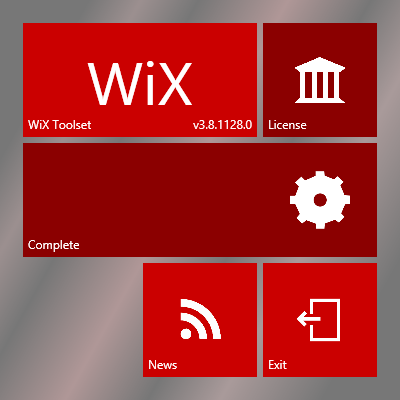 WiX
WiX Toolset v3.8.1128.0
License
Complete
News
Exit